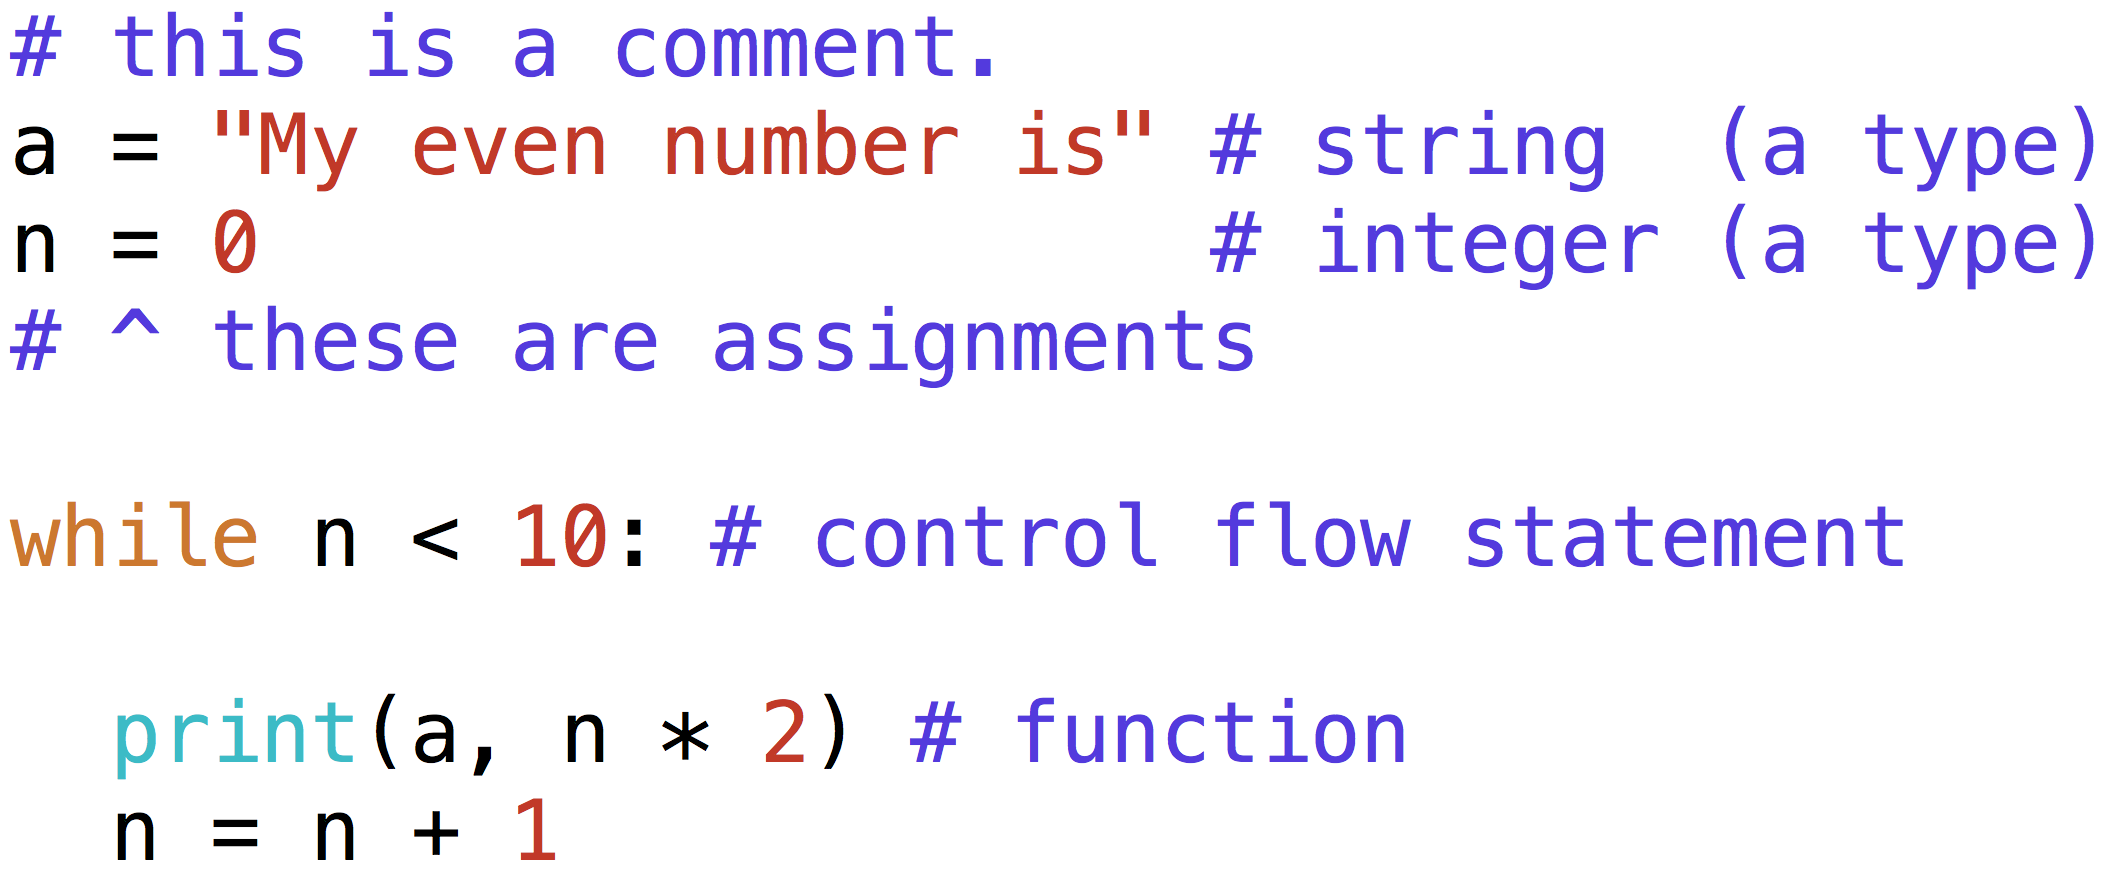 # this is a comment.
a = "My even number is" # string  (a type)
n = 0                   # integer (a type)
# ^ these are assignments
while n < 10: # control flow statement
  print(a, n * 2) # function
  n = n + 1